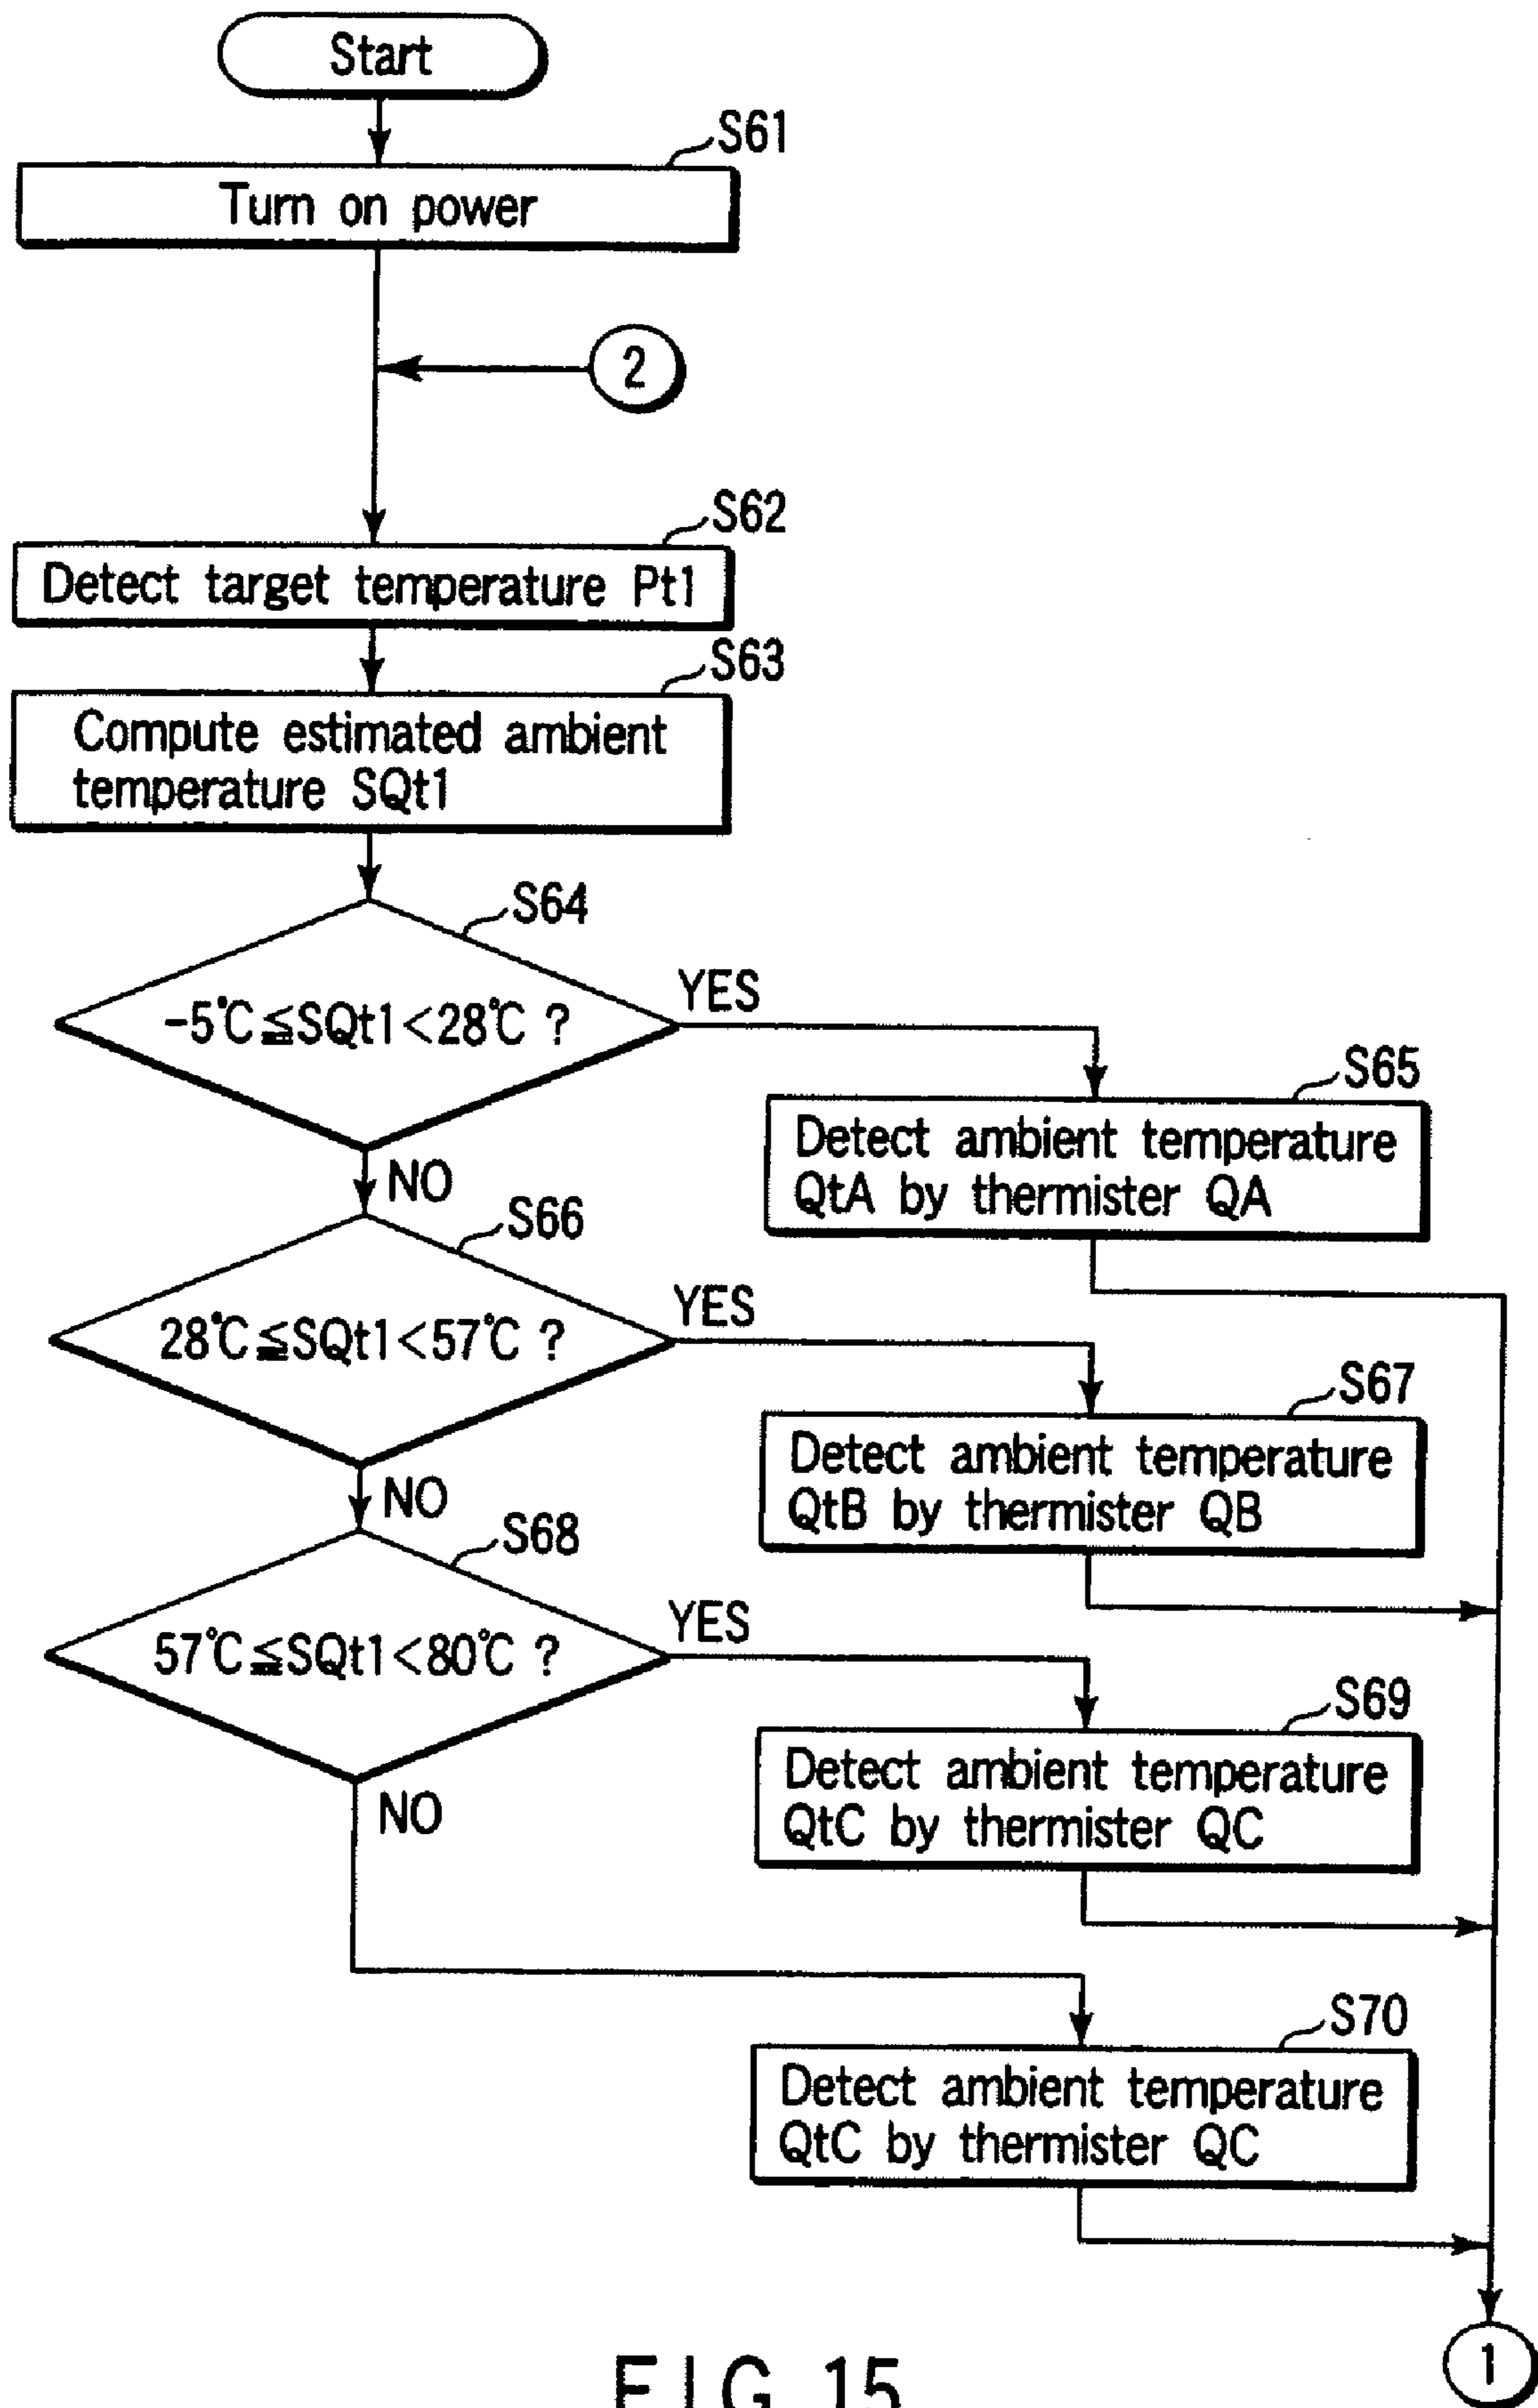 Start
S61
Turn on power
2
S62
Detect target temperature Pt1
S63
Compute estimated ambient
temperature SQt1
S64
-5℃≦SQt1<28℃ ?
YES
NO
S65
Detect ambient temperature
QtA by thermister QA
S66
28℃≦SQt1<57℃ ?
YES
NO
S67
Detect ambient temperature
QtB by thermister QB
S68
57℃≦SQt1<80℃ ?
YES
NO
S69
Detect ambient temperature
QtC by thermister QC
S70
Detect ambient temperature
QtC by thermister QC
1
FIG. 15